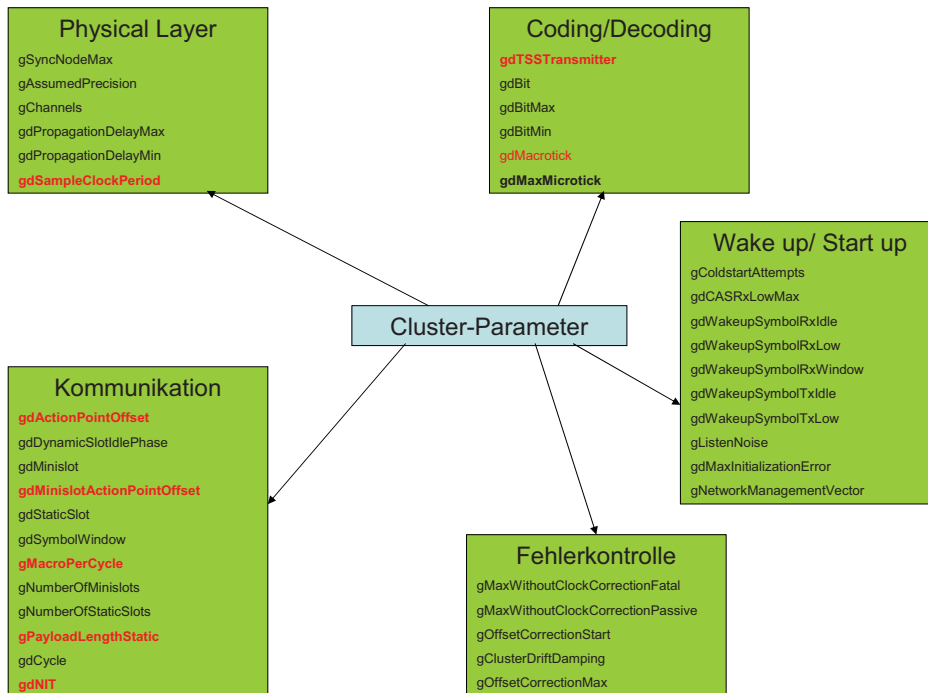 Physical Layer
gSyncNodeMax
gAssumedPrecision
gChannels
gdPropagationDelayMax
gdPropagationDelayMin
gdSampleClockPeriod
Coding/Decoding
gdTSSTransmitter
gdBit
gdBitMax
gdBitMin
gdMacrotick
gdMaxMicrotick
Wake up/ Start up
gColdstartAttempts
gdCASRxLowMax
gdWakeupSymbolRxIdle
gdWakeupSymbolRxLow
gdWakeupSymbolRxWindow
gdWakeupSymbolTxIdle
gdWakeupSymbolTxLow
gListenNoise
gdMaxInitializationError
gNetworkManagementVector
Cluster-Parameter
Kommunikation
gdActionPointOffset
gdDynamicSlotIdlePhase
gdMinislot
gdMinislotActionPointOffset
gdStaticSlot
gdSymbolWindow
gMacroPerCycle
gNumberOfMinislots
gNumberOfStaticSlots
gPayloadLengthStatic
gdCycle
gdNIT
Fehlerkontrolle
gMaxWithoutClockCorrectionFatal
gMaxWithoutClockCorrectionPassive
gOffsetCorrectionStart
gClusterDriftDamping
gOffsetCorrectionMax